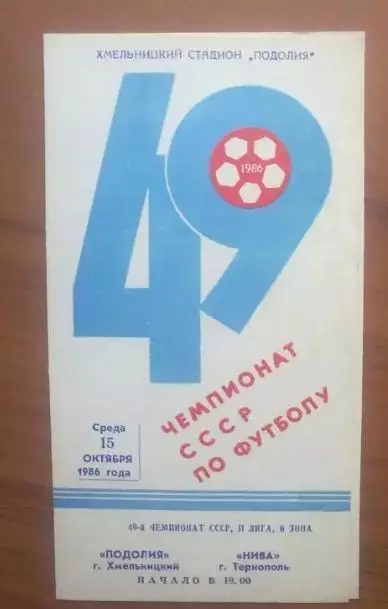 ХМЕЛЬНИЦКИЙ СТАДИОН „ПОДОЛИЯ"
49
1986
ЧЕМПИОНАТ
СССР
ПО ФУТБОЛУ
Среда
15
ОКТЯБРЯ
1986 года
49-й ЧЕМПИОНАТ СССР, II ЛИГА, 6 ЗОНА
«ПОДОЛИЯ» «НИВА»
г. Хмельницкий г. Тернополь
НАЧАЛО В 19.00